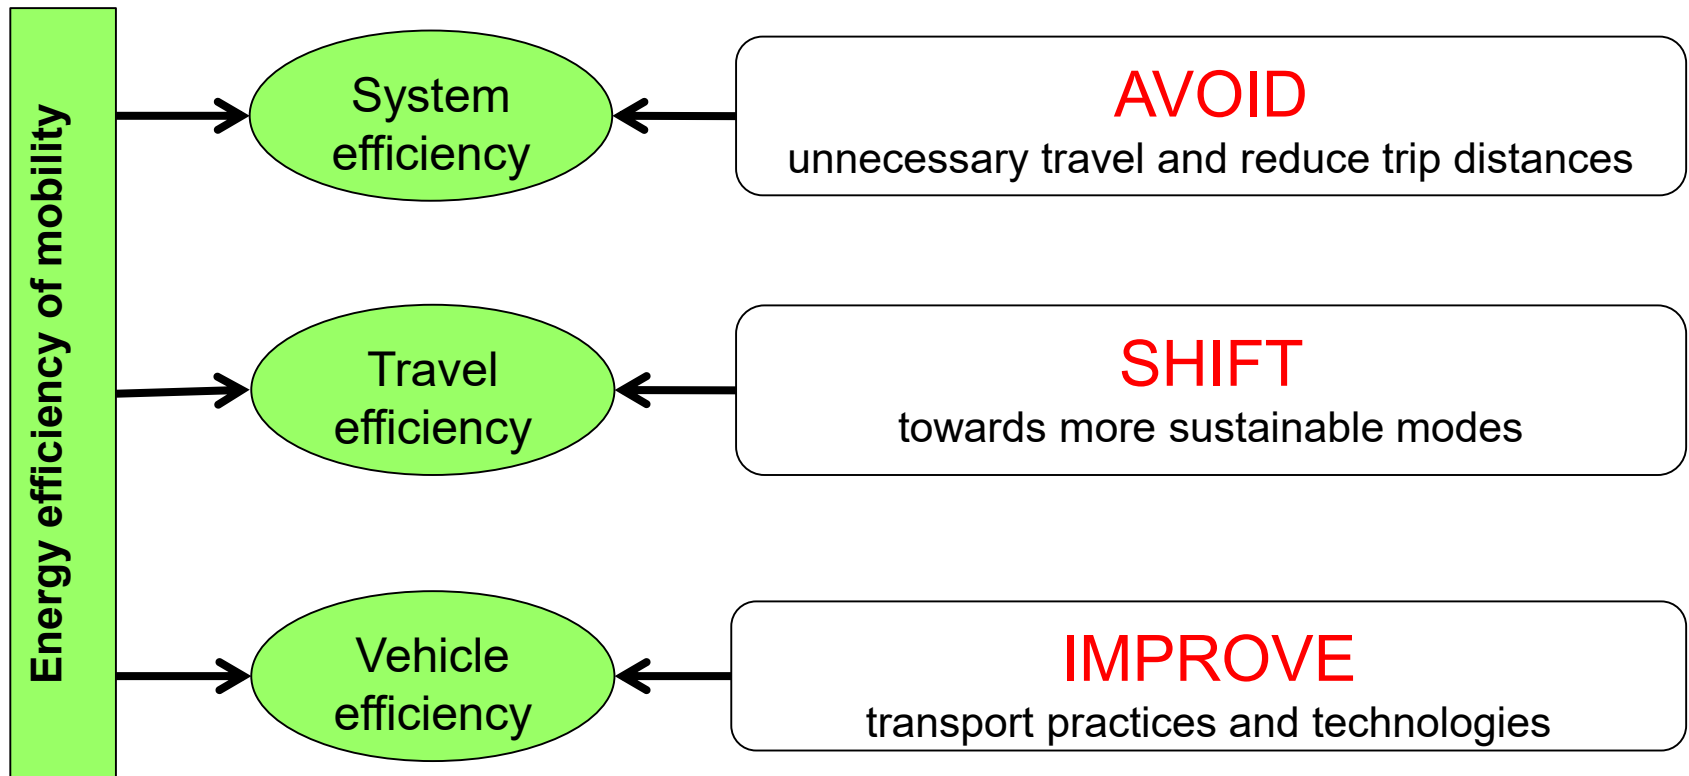 Energy efficiency of mobility
System
efficiency
AVOID
unnecessary travel and reduce trip distances
Travel
efficiency
SHIFT
towards more sustainable modes
Vehicle
efficiency
IMPROVE
transport practices and technologies